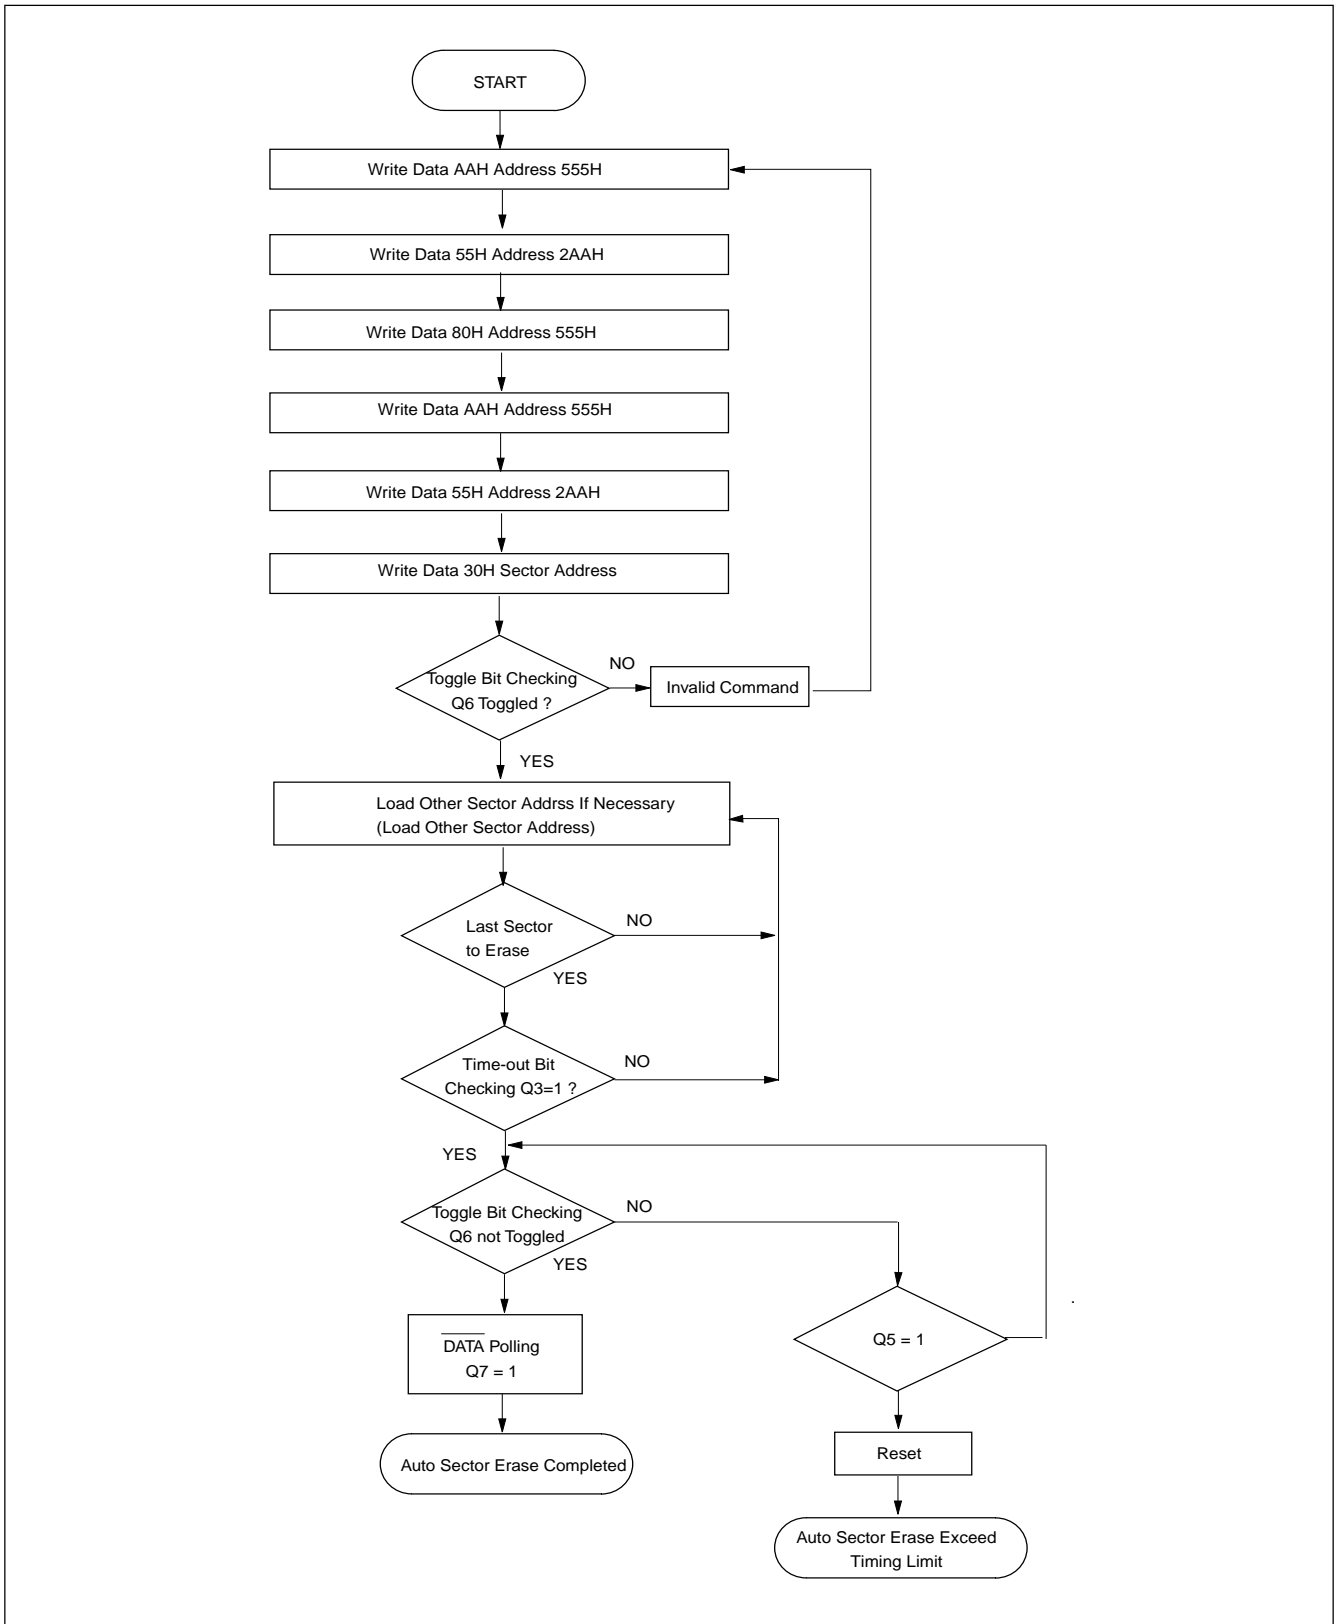 START
Write Data AAH Address 555H
Write Data 55H Address 2AAH
Write Data 80H Address 555H
Write Data AAH Address 555H
Write Data 55H Address 2AAH
Write Data 30H Sector Address
Toggle Bit Checking
Q6 Toggled ?
NO
Invalid Command
YES
Load Other Sector Addrss If Necessary
(Load Other Sector Address)
Last Sector
to Erase
NO
YES
Time-out Bit
Checking Q3=1 ?
NO
YES
Toggle Bit Checking
Q6 not Toggled
NO
YES
DATA Polling
Q7 = 1
Q5 = 1
Reset
Auto Sector Erase Completed
Auto Sector Erase Exceed
Timing Limit